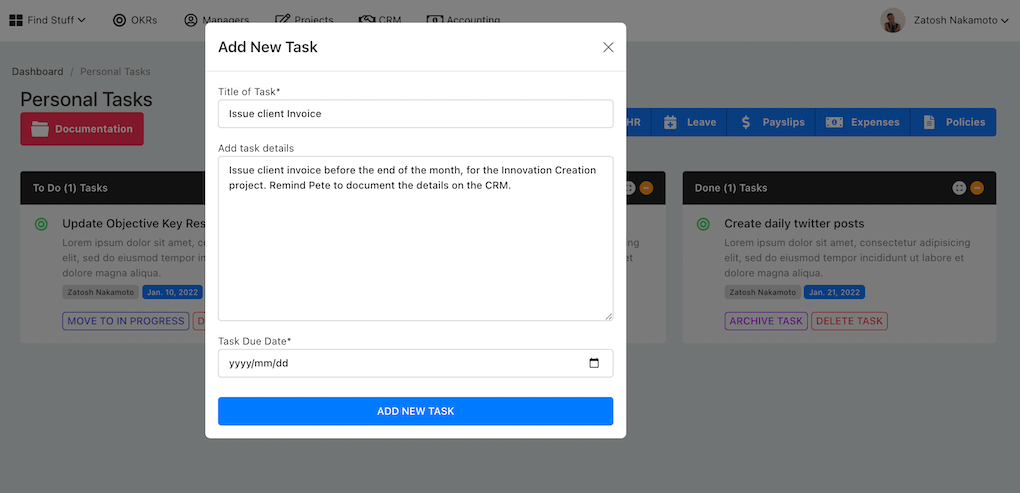 Find Stuff OKRs Managers Projects CRM Accounting Zatosh Nakamoto
Add New Task
Dashboard / Personal Tasks
Personal Tasks
Documentation
HR Leave Payslips Expenses Policies
Title of Task*
Issue client Invoice
Add task details
Issue client invoice before the end of the month, for the Innovation Creation
project. Remind Pete to document the details on the CRM.
Task Due Date*
yyyy/mm/dd
ADD NEW TASK
To Do (1) Tasks
Update Objective Key Res
Lorem ipsum dolor sit amet, c
elit, sed do eiusmod tempor in
dolore magna aliqua.
Zatosh Nakamoto Jan. 10, 2022
MOVE TO IN PROGRESS D
ng
et
Done (1) Tasks
Create daily twitter posts
Lorem ipsum dolor sit amet, consectetur adipisicing
elit, sed do eiusmod tempor incididunt ut labore et
dolore magna aliqua.
Zatosh Nakamoto Jan. 21, 2022
ARCHIVE TASK DELETE TASK